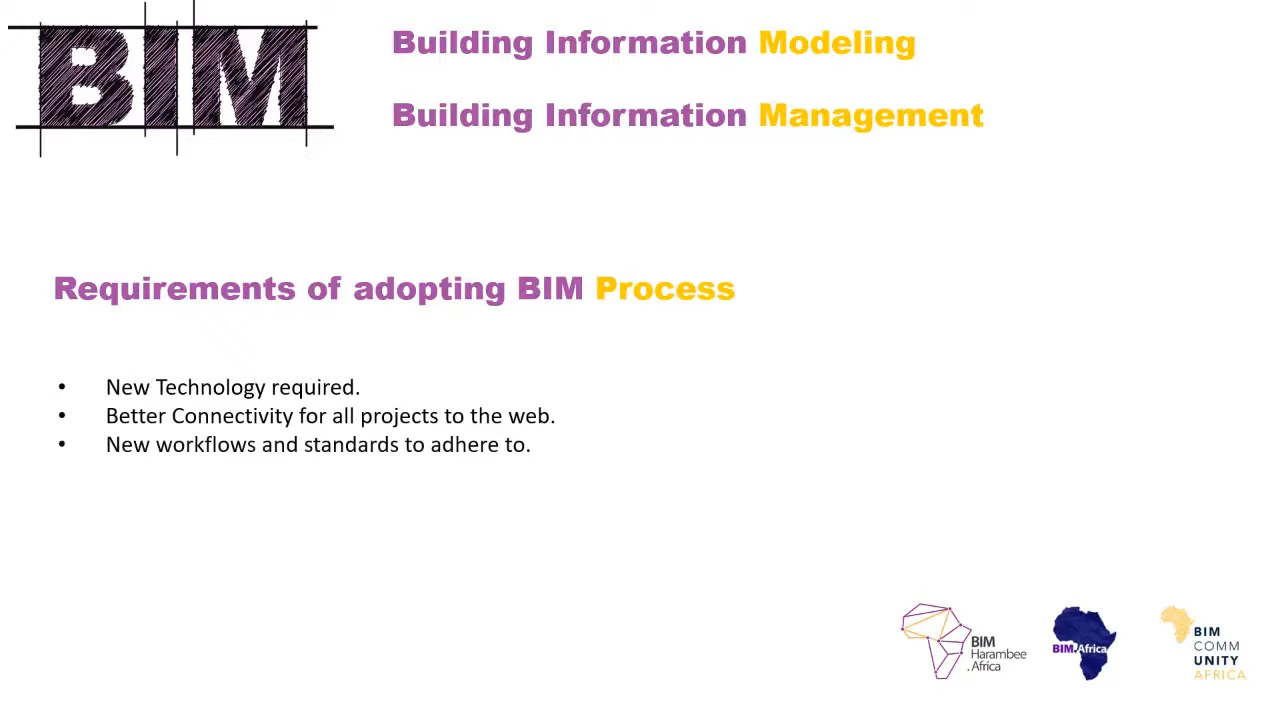 BIM
Building Information Modeling
Building Information Management
Requirements of adopting BIM Process
• New Technology required.
• Better Connectivity for all projects to the web.
• New workflows and standards to adhere to.
BIM
Harambee
.Africa
BIM.Africa
BIM
COMM
UNITY
AFRICA